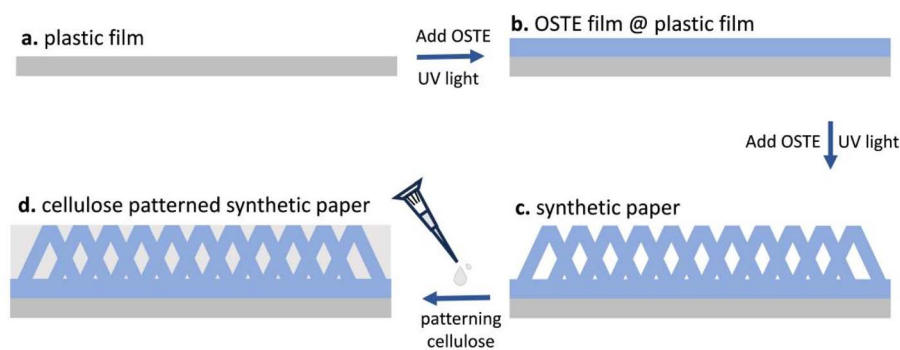 a. plastic film
Add OSTE
UV light
b. OSTE film @ plastic film
Add OSTE UV light
c. synthetic paper
d. cellulose patterned synthetic paper
patterning
cellulose